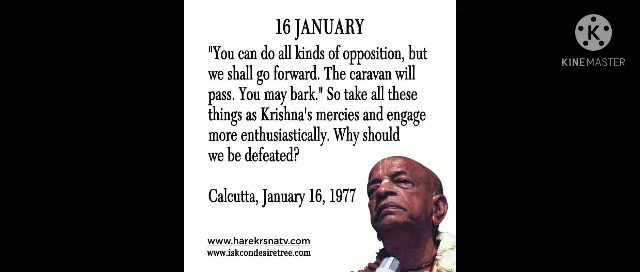 16 JANUARY
"You can do all kinds of opposition, but
we shall go forward. The caravan will
pass. You may bark." So take all these
things as Krishna's mercies and engage
more enthusiastically. Why should
we be defeated?
Calcutta, January 16, 1977
www.harekrsnatv.com
www.iskcondesiretree.com
K
KINEMASTER